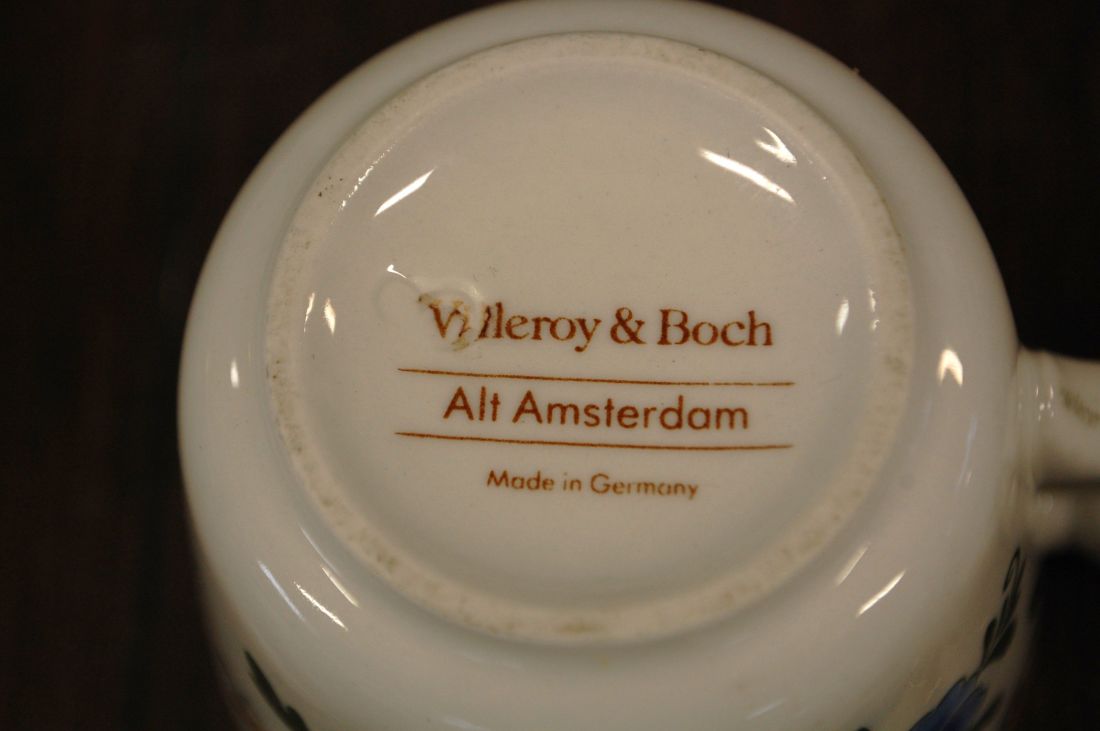 Villeroy & Boch
Alt Amsterdam
Made in Germany